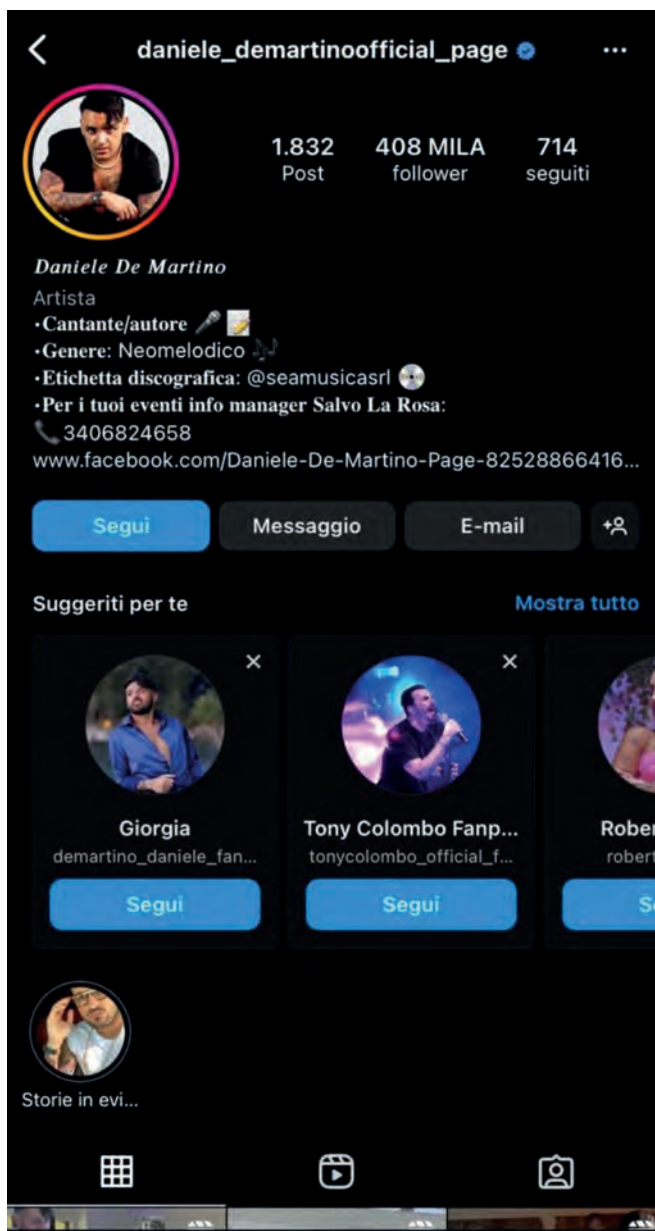 daniele_demartinoofficial_page
1.832 408 MILA 714
Post follower seguiti
Daniele De Martino
Artista
•Cantante/autore 🎤 📝
•Genere: Neomelodico 🎶
•Etichetta discografica: @seamusicasrl 💿
•Per i tuoi eventi info manager Salvo La Rosa:
📞3406824658
www.facebook.com/Daniele-De-Martino-Page-82528866416...
Segui Messaggio E-mail
Suggeriti per te Mostra tutto
Giorgia Tony Colombo Fanp... Rober
demartino_daniele_fan... tonycolombo_official_f... robert
Segui Segui S
Storie in evi...